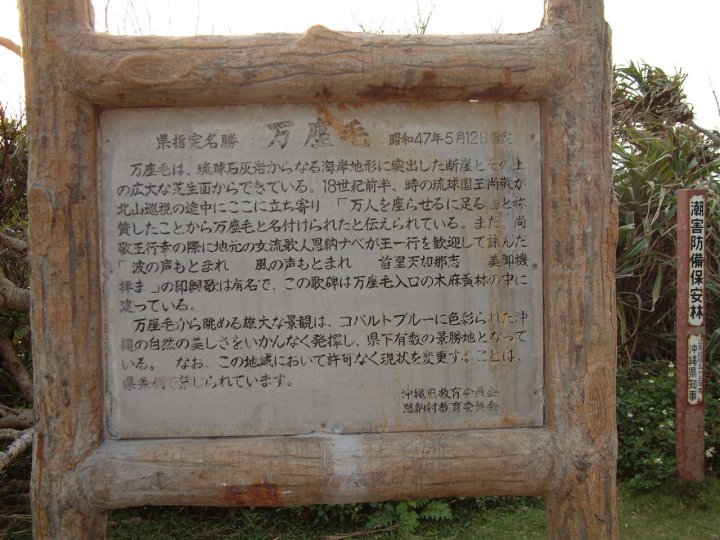 県指定名勝 万座毛 昭和47年5月12日指定
万座毛は、琉球石灰岩からなる海岸地形に突出した断崖とその上
の広大な芝生面からできている。18世紀前半、時の琉球国王尚敬が
北山巡視の途中にここに立ち寄り「万人を座らせるに足る」と称
賛したことから万座毛と名付けられたと伝えられている。また、尚
敬王行幸の際に地元の女流歌人恩納ナベが王一行を歓迎して詠んだ
「波の声もとまれ 風の声もとまれ 首里天加那志 美御機
拝ま」の即興歌は有名で、この歌碑は万座毛入口の木麻黄林の中に
建っている。
万座毛から眺める雄大な景観は、コバルトブルーに色彩られた沖
縄の自然の美しさをいかんなく発揮し、県下有数の景勝地となって
いる。 なお、この地域において許可なく現状を変更することは、
県条例で禁じられています。
沖縄県教育委員会
恩納村教育委員会
潮害防備保安林
沖縄県知事